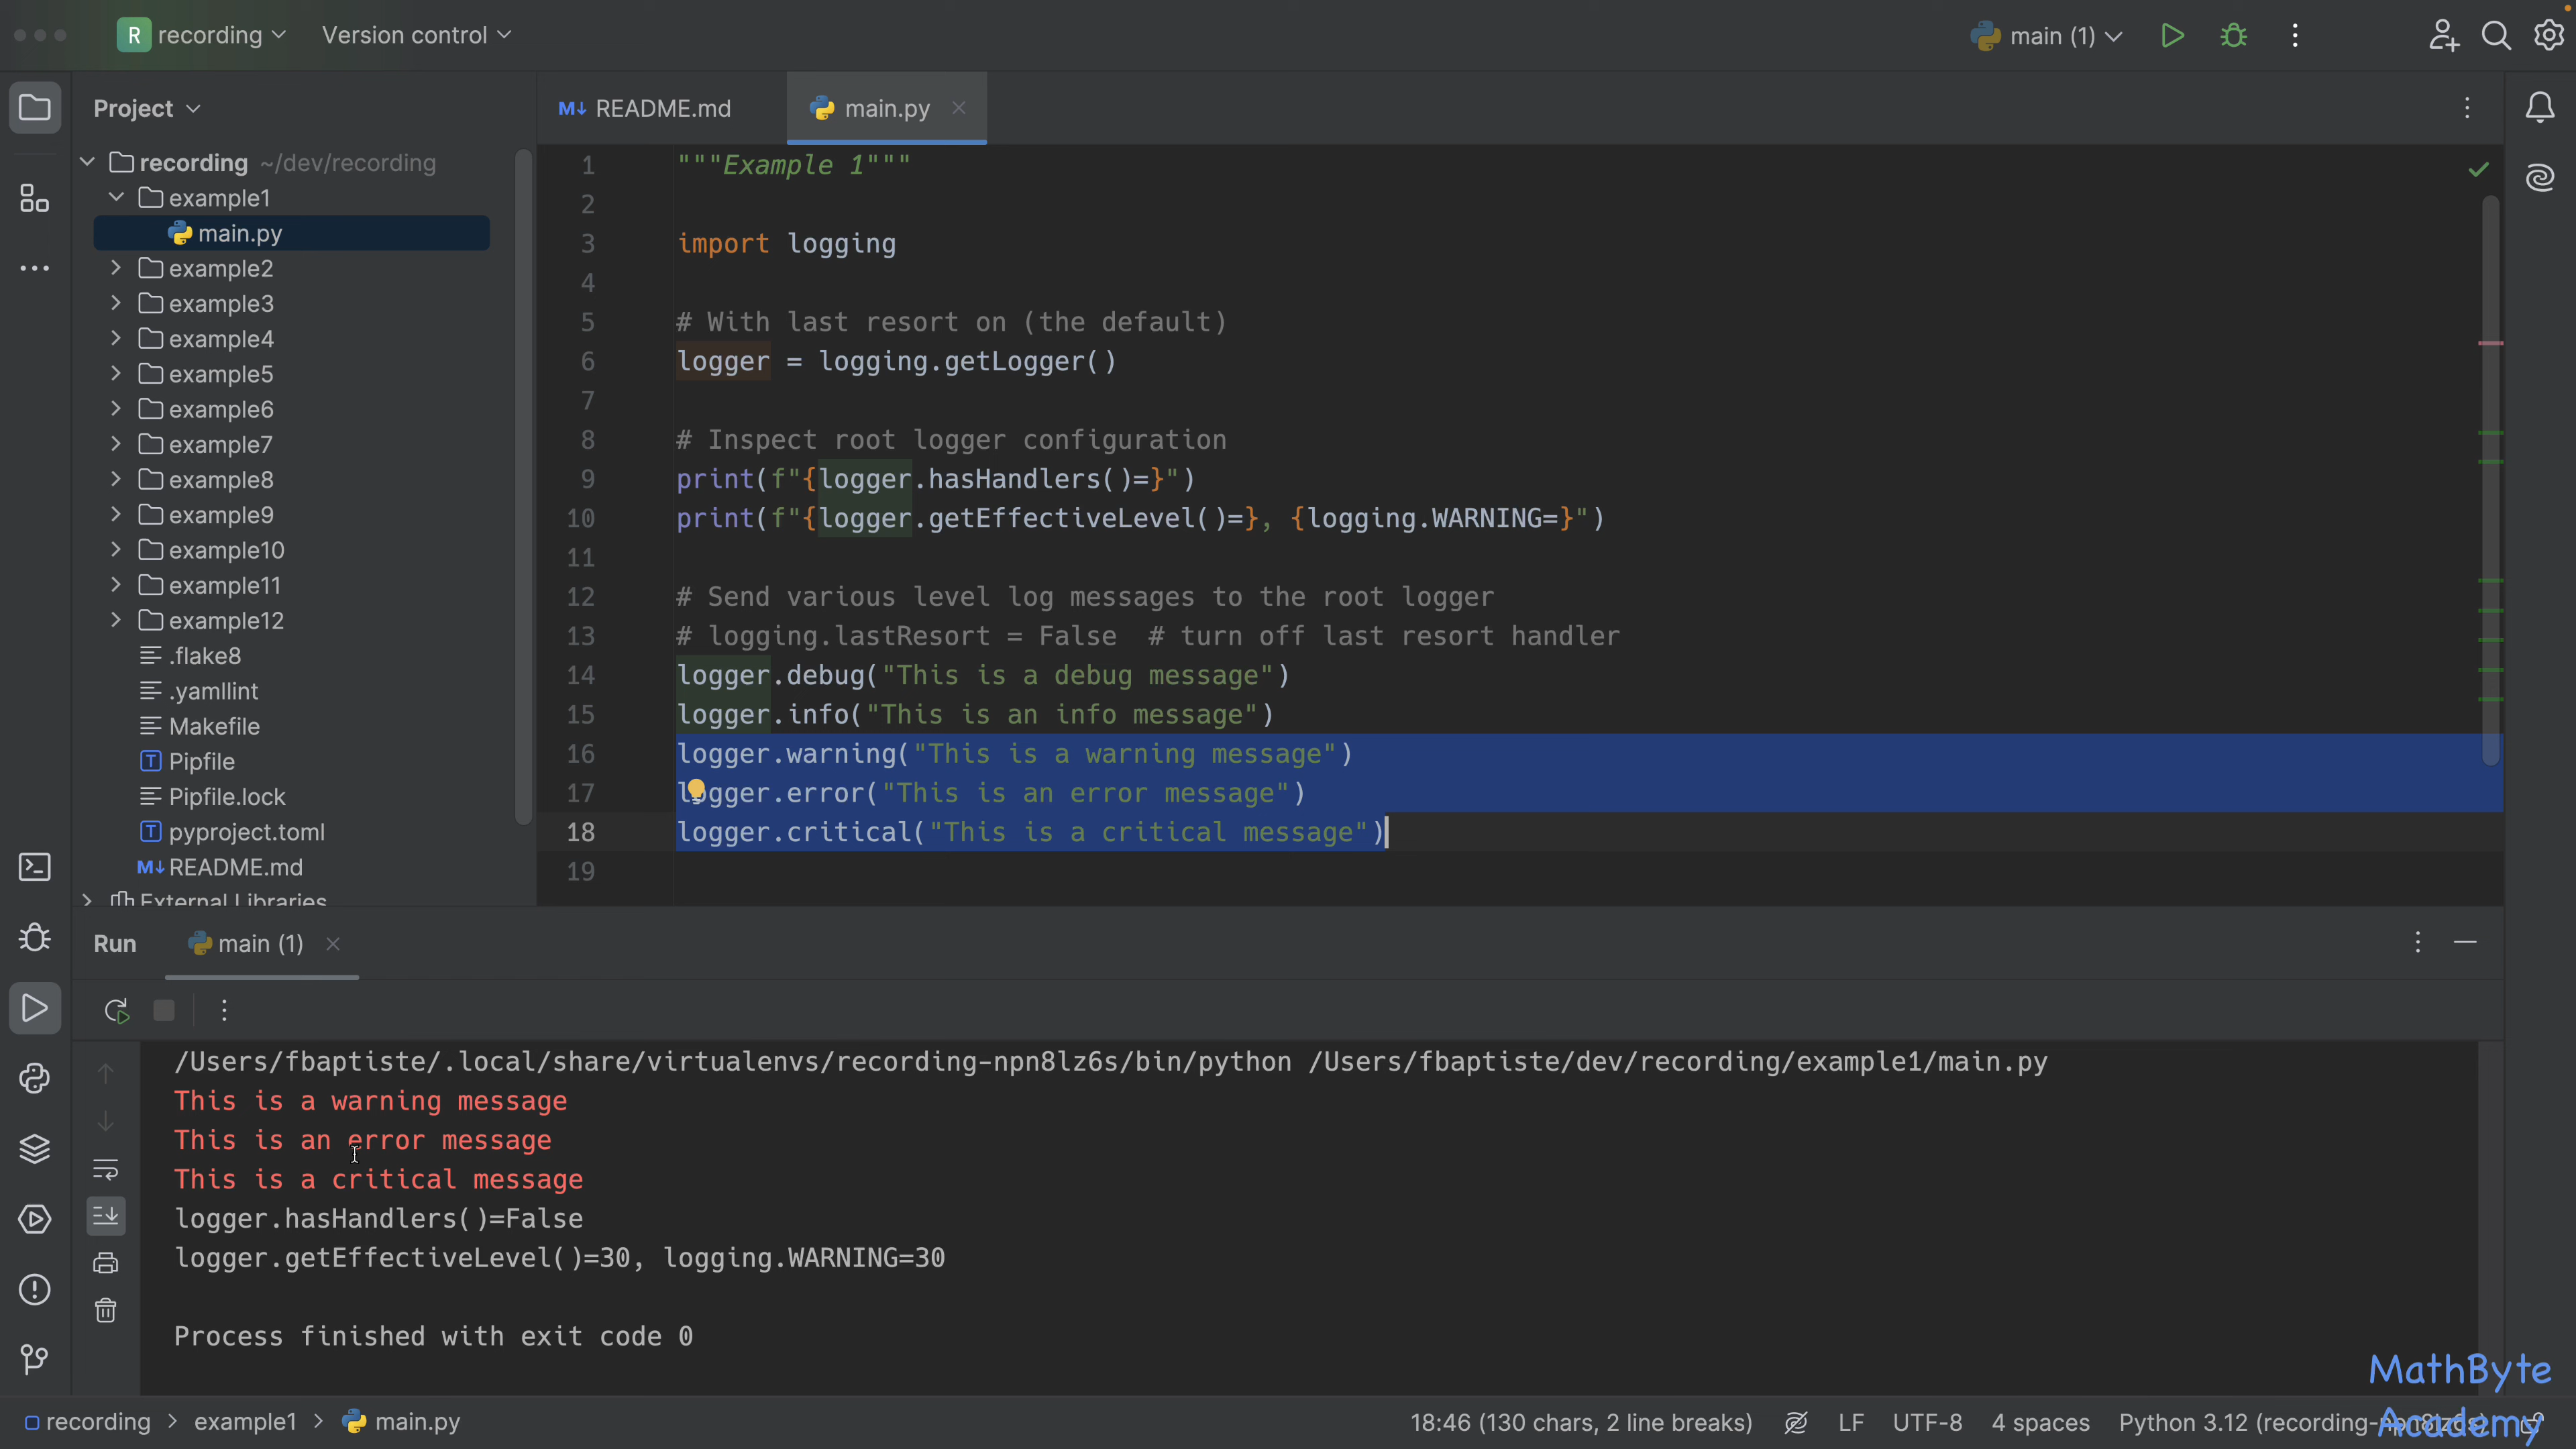 R recording Version control main (1)
Project
README.md main.py
recording ~/dev/recording
example1
main.py
example2
example3
example4
example5
example6
example7
example8
example9
example10
example11
example12
.flake8
.yamllint
Makefile
Pipfile
Pipfile.lock
pyproject.toml
README.md
External Libraries
1 """Example 1"""
2
3 import logging
4
5 # With last resort on (the default)
6 logger = logging.getLogger()
7
8 # Inspect root logger configuration
9 print(f"{logger.hasHandlers()=}")
10 print(f"{logger.getEffectiveLevel()=}, {logging.WARNING=}")
11
12 # Send various level log messages to the root logger
13 # logging.lastResort = False  # turn off last resort handler
14 logger.debug("This is a debug message")
15 logger.info("This is an info message")
16 logger.warning("This is a warning message")
17 logger.error("This is an error message")
18 logger.critical("This is a critical message")
19
Run main (1)
/Users/fbaptiste/.local/share/virtualenvs/recording-npn8lz6s/bin/python /Users/fbaptiste/dev/recording/example1/main.py
This is a warning message
This is an error message
This is a critical message
logger.hasHandlers()=False
logger.getEffectiveLevel()=30, logging.WARNING=30
Process finished with exit code 0
MathByte
Academy
recording > example1 > main.py 18:46 (130 chars, 2 line breaks) LF UTF-8 4 spaces Python 3.12 (recording-npn8lz6s)